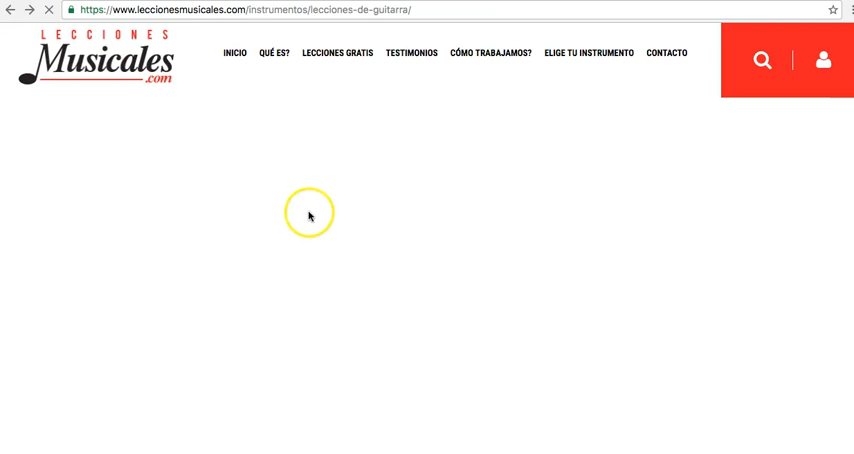 https://www.leccionesmusicales.com/instrumentos/lecciones-de-guitarra/
LECCIONES
Musicales
.com
INICIO QUÉ ES? LECCIONES GRATIS TESTIMONIOS CÓMO TRABAJAMOS? ELIGE TU INSTRUMENTO CONTACTO